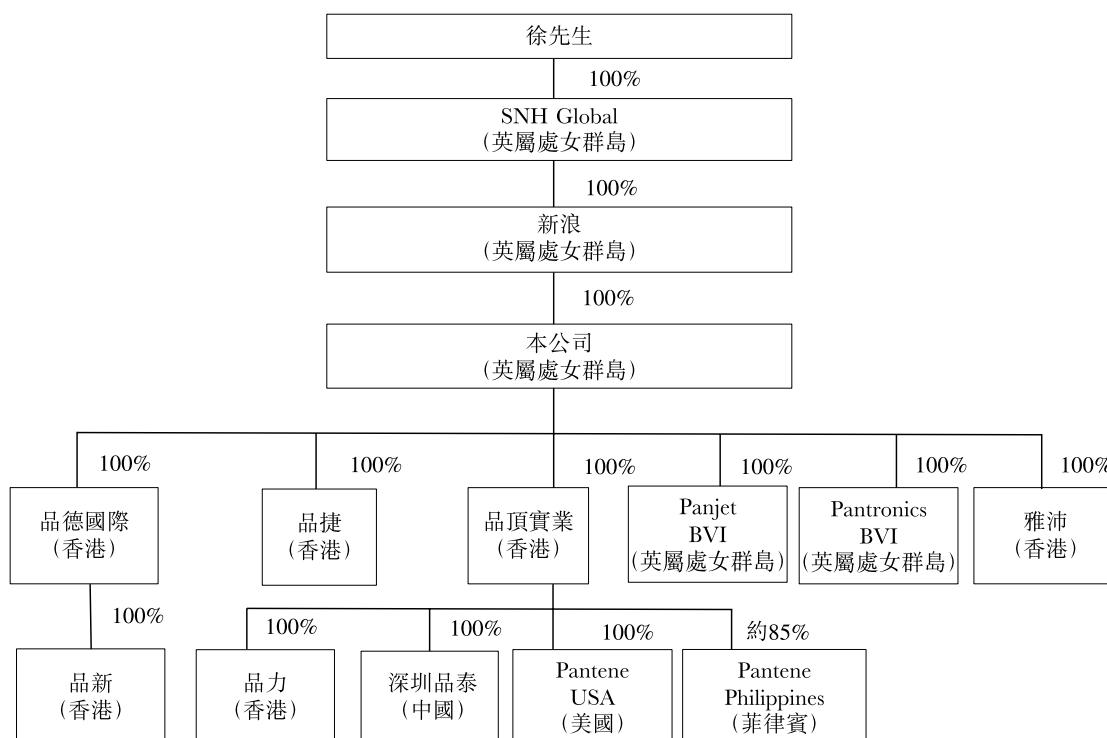 徐先生
100%
SNH Global
(英屬處女群島)
100%
新浪
(英屬處女群島)
100%
本公司
(英屬處女群島)
100%
100%
100%
100%
100%
100%
品德國際
(香港)
品捷
(香港)
品頂實業
(香港)
Panjet
BVI
(英屬處女群島)
Pantronics
BVI
(英屬處女群島)
雅沛
(香港)
100%
100%
100%
100%
約85%
品新
(香港)
品力
(香港)
深圳品泰
(中國)
Pantene
USA
(美國)
Pantene
Philippines
(菲律賓)